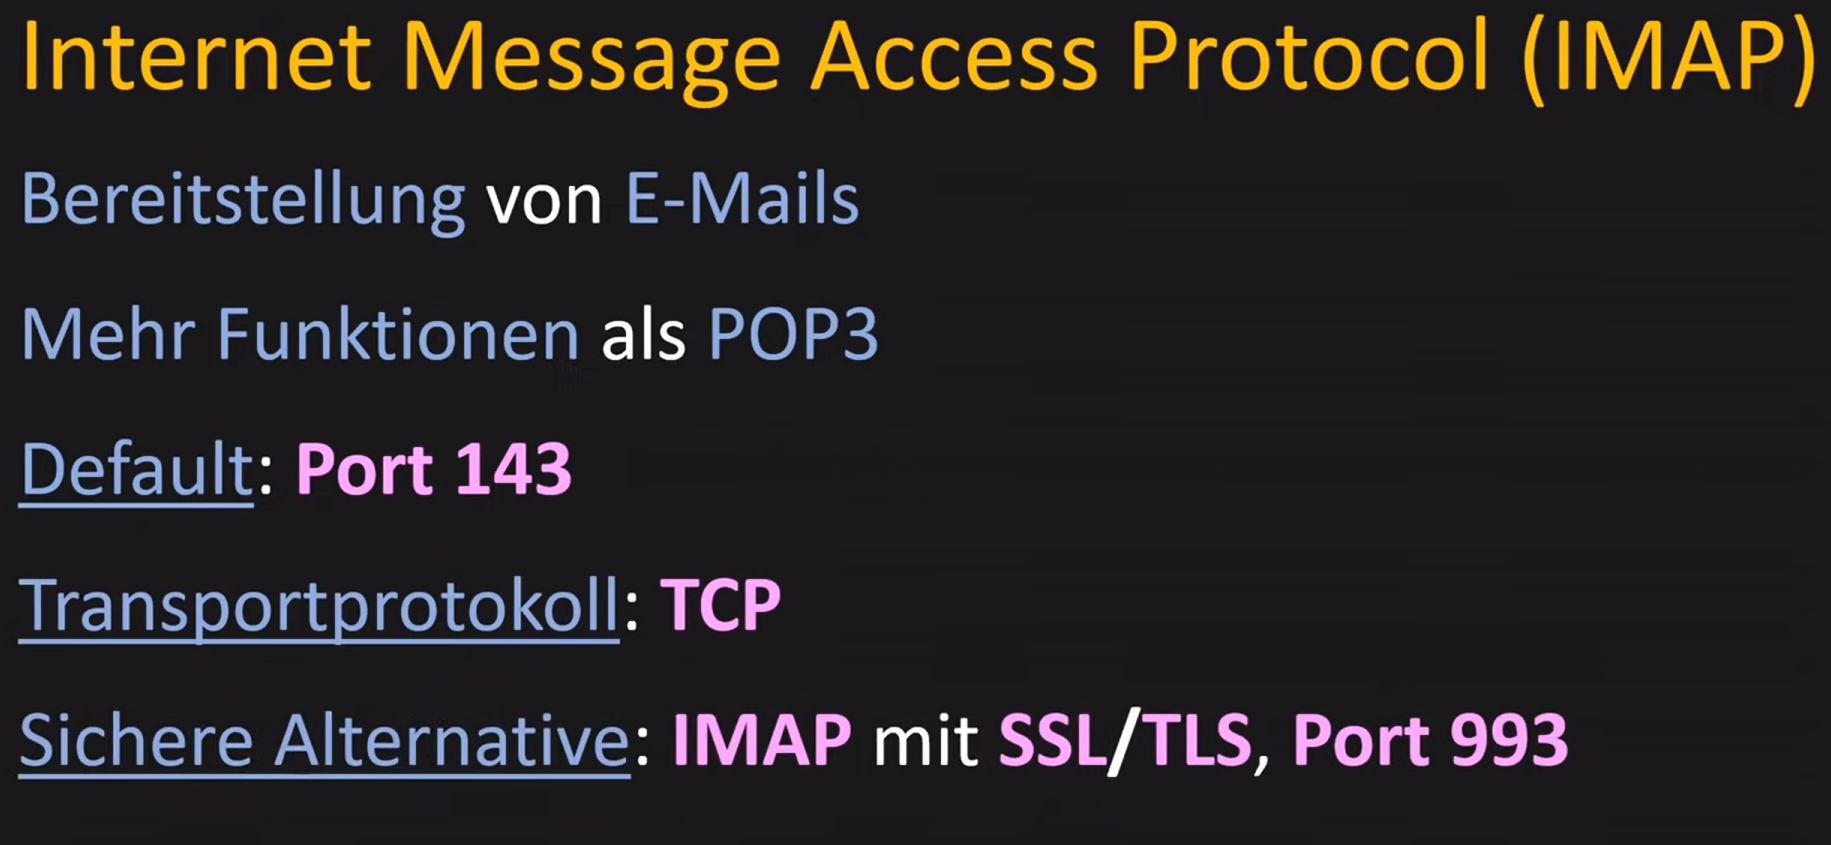 Internet Message Access Protocol (IMAP)
Bereitstellung von E-Mails
Mehr Funktionen als POP3
Default: Port 143
Transportprotokoll: TCP
Sichere Alternative: IMAP mit SSL/TLS, Port 993